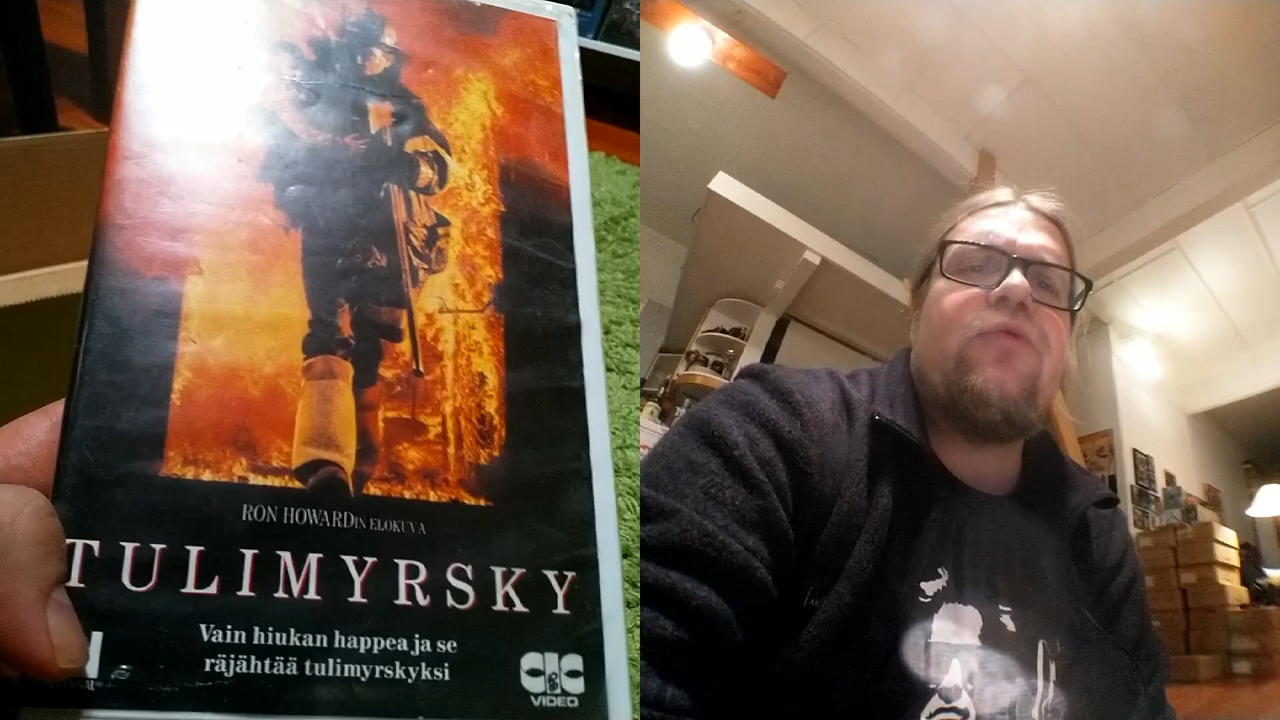 RON HOWARDIN ELOKUVA
TULIMYRSKY
Vain hiukan happea ja se
räjähtää tulimyrskyksi
CIC
VIDEO